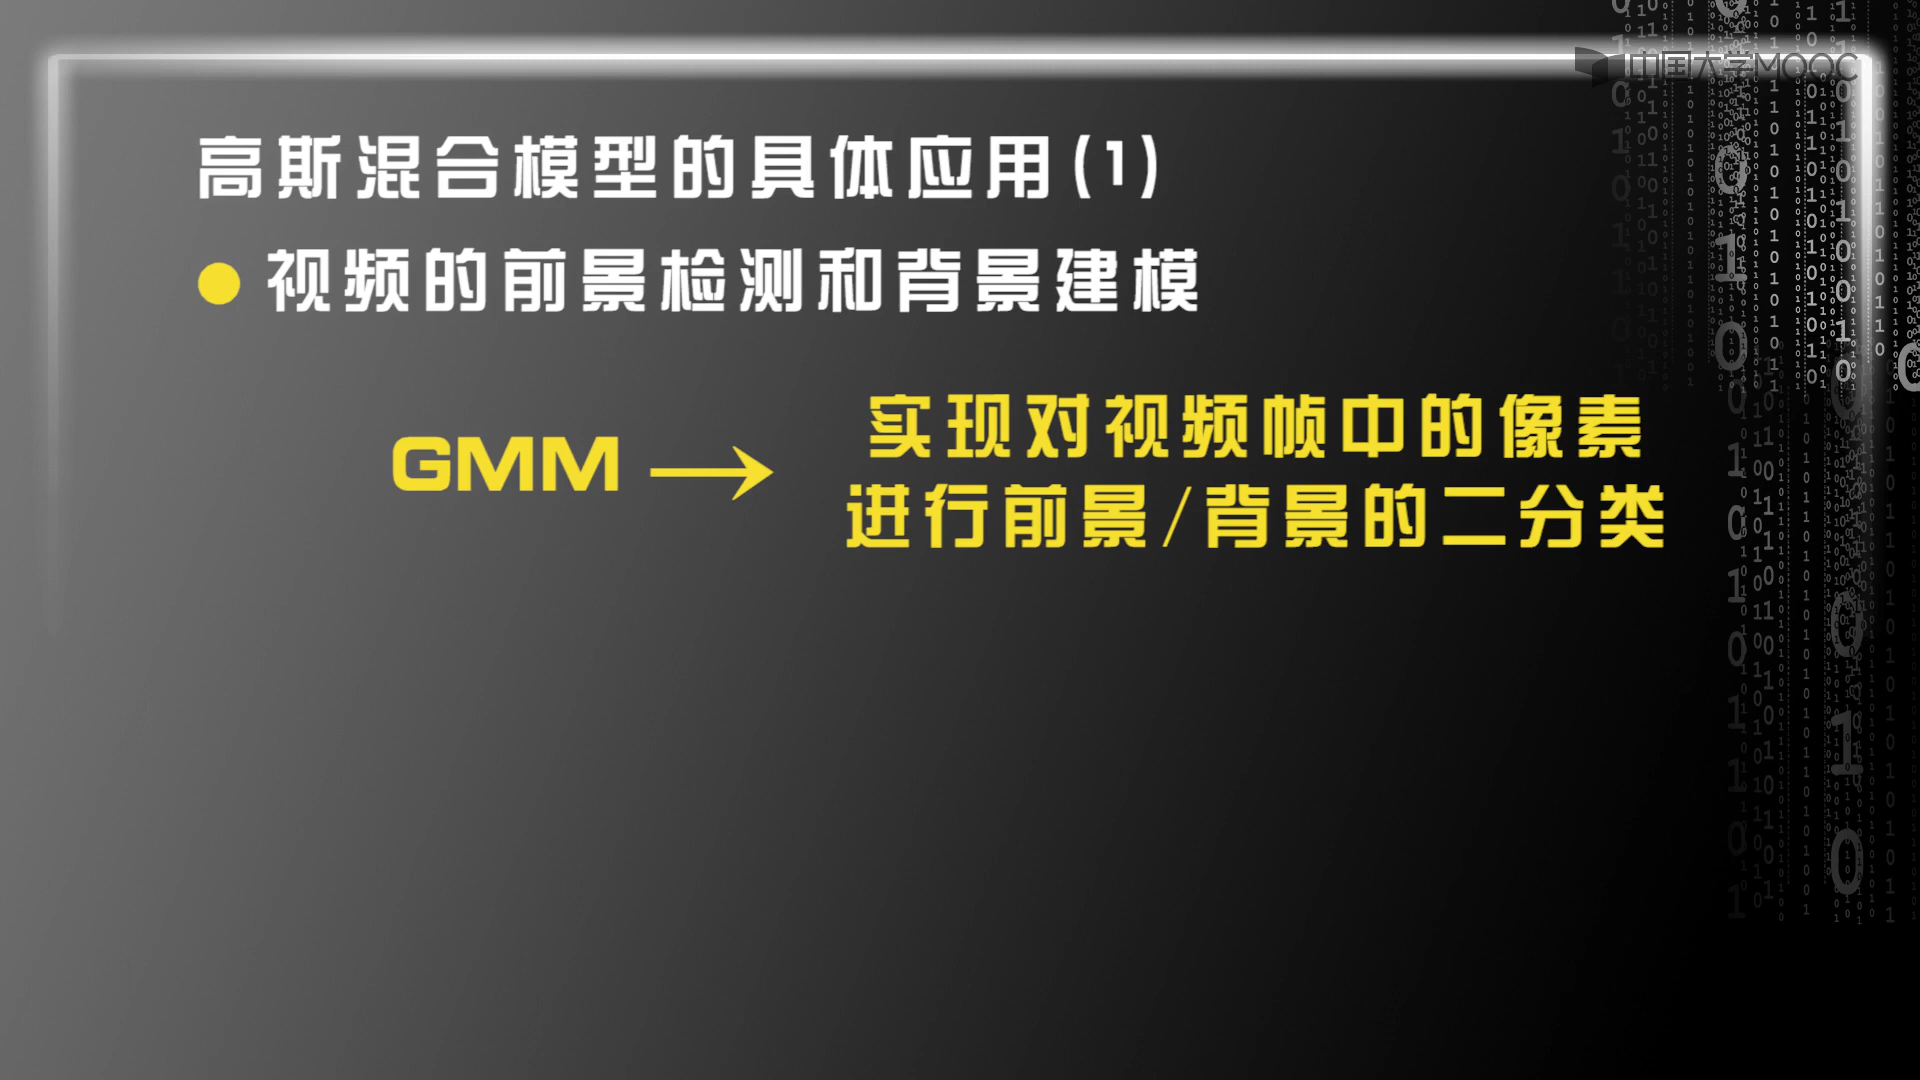 中国大学MOOC
高斯混合模型的具体应用(1)
视频的前景检测和背景建模
GMM → 实现对视频帧中的像素
进行前景/背景的二分类